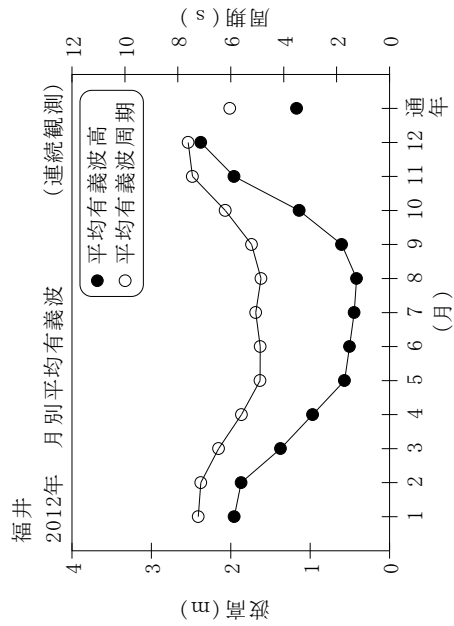 福井
2012年 月別平均有義波 (連続観測)
平均有義波高
平均有義波周期
波高(m)
0 1 2 3 4
周期(s)
0 2 4 6 8 10 12
1 2 3 4 5 6 7 8 9 10 11 12 通年
(月)